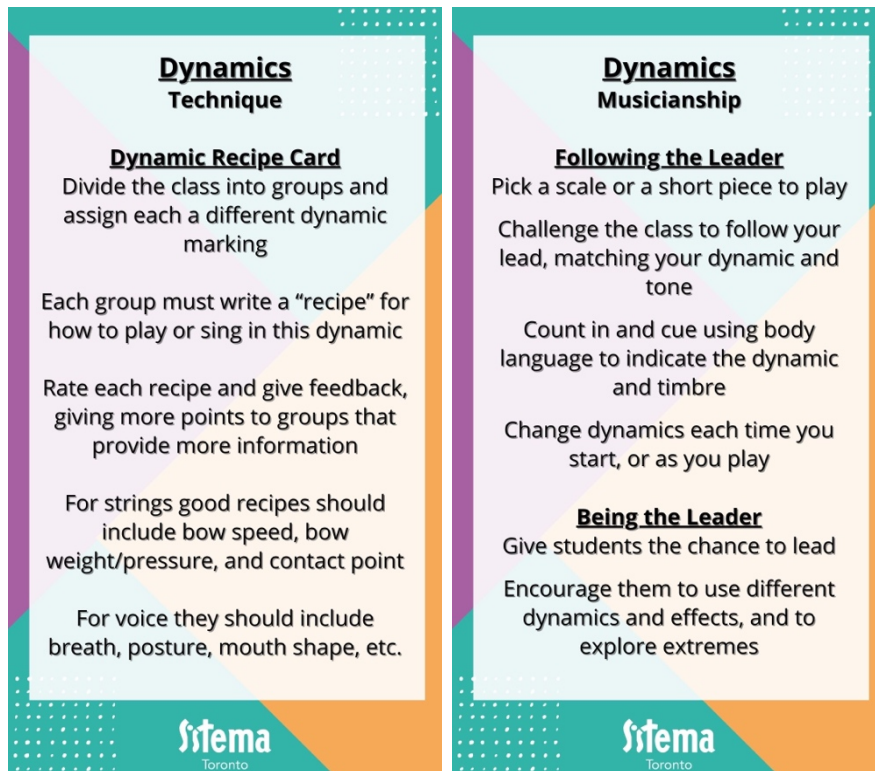 Dynamics
Technique
Dynamic Recipe Card
Divide the class into groups and
assign each a different dynamic
marking
Each group must write a “recipe” for
how to play or sing in this dynamic
Rate each recipe and give feedback,
giving more points to groups that
provide more information
For strings good recipes should
include bow speed, bow
weight/pressure, and contact point
For voice they should include
breath, posture, mouth shape, etc.
Sistema
Toronto
Dynamics
Musicianship
Following the Leader
Pick a scale or a short piece to play
Challenge the class to follow your
lead, matching your dynamic and
tone
Count in and cue using body
language to indicate the dynamic
and timbre
Change dynamics each time you
start, or as you play
Being the Leader
Give students the chance to lead
Encourage them to use different
dynamics and effects, and to
explore extremes
Sistema
Toronto